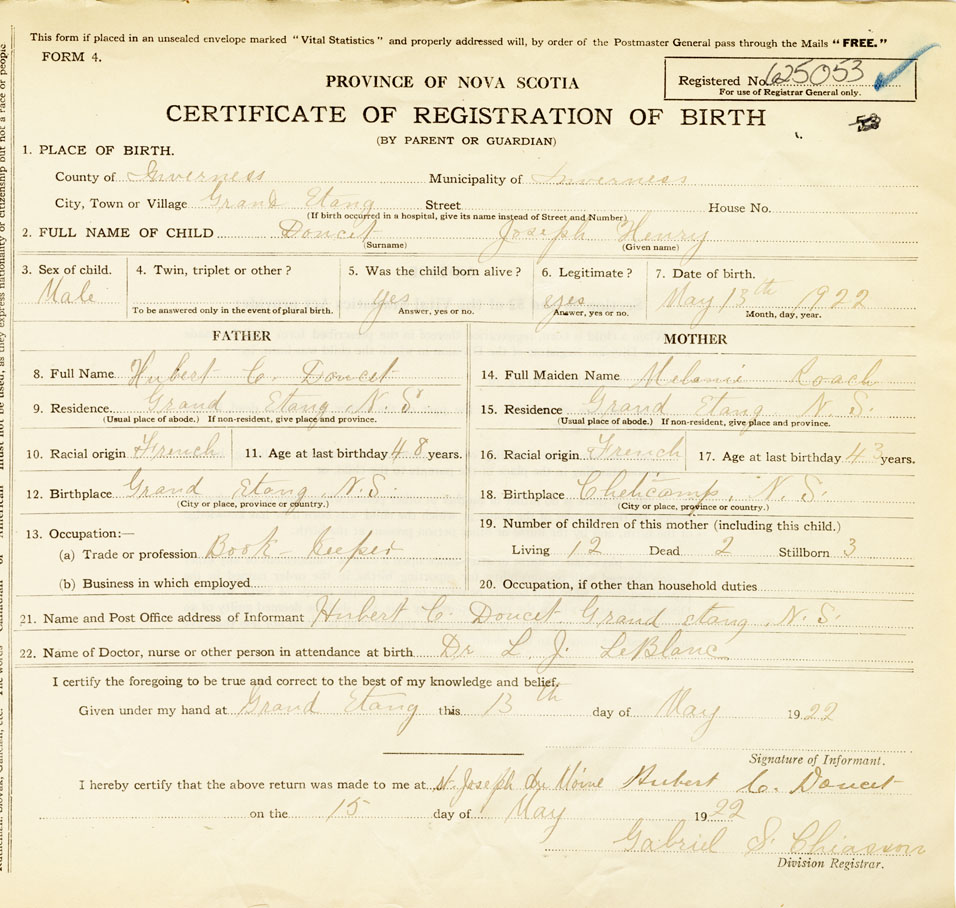 This form if placed in an unsealed envelope marked "Vital Statistics" and properly addressed will, by order of the Postmaster General pass through the Mails "FREE."
FORM 4.
PROVINCE OF NOVA SCOTIA
Registered No. 625053
For use of Registrar General only.
CERTIFICATE OF REGISTRATION OF BIRTH
(BY PARENT OR GUARDIAN)
1. PLACE OF BIRTH.
County of Inverness Municipality of Inverness
City, Town or Village Grand Etang Street House No.
(If birth occurred in a hospital, give its name instead of Street and Number)
2. FULL NAME OF CHILD Doucet Joseph Henry
(Surname) (Given name)
3. Sex of child. 4. Twin, triplet or other? 5. Was the child born alive? 6. Legitimate? 7. Date of birth.
Male yes yes May 13th 1922
To be answered only in the event of plural birth. Answer, yes or no. Answer, yes or no. Month, day, year.
FATHER MOTHER
8. Full Name Hubert C. Doucet 14. Full Maiden Name Melanie Roach
9. Residence Grand Etang N. S. 15. Residence Grand Etang N. S.
(Usual place of abode.) If non-resident, give place and province. (Usual place of abode.) If non-resident, give place and province.
10. Racial origin French 11. Age at last birthday 48 years. 16. Racial origin French 17. Age at last birthday 43 years.
12. Birthplace Grand Etang, N. S. 18. Birthplace Cheticamp, N. S.
(City or place, province or country.) (City or place, province or country.)
13. Occupation:— 19. Number of children of this mother (including this child.)
(a) Trade or profession Book-keeper Living 12 Dead 2 Stillborn 3
(b) Business in which employed 20. Occupation, if other than household duties
21. Name and Post Office address of Informant Hubert C. Doucet Grand etang, N. S.
22. Name of Doctor, nurse or other person in attendance at birth. Dr L. J. LeBlanc
I certify the foregoing to be true and correct to the best of my knowledge and belief.
Given under my hand at Grand Etang this 13th day of May 1922
Signature of Informant.
I hereby certify that the above return was made to me at St. Joseph du Moine Hubert C. Doucet
on the 15 day of May 1922
Gabriel S. Chiasson
Division Registrar.